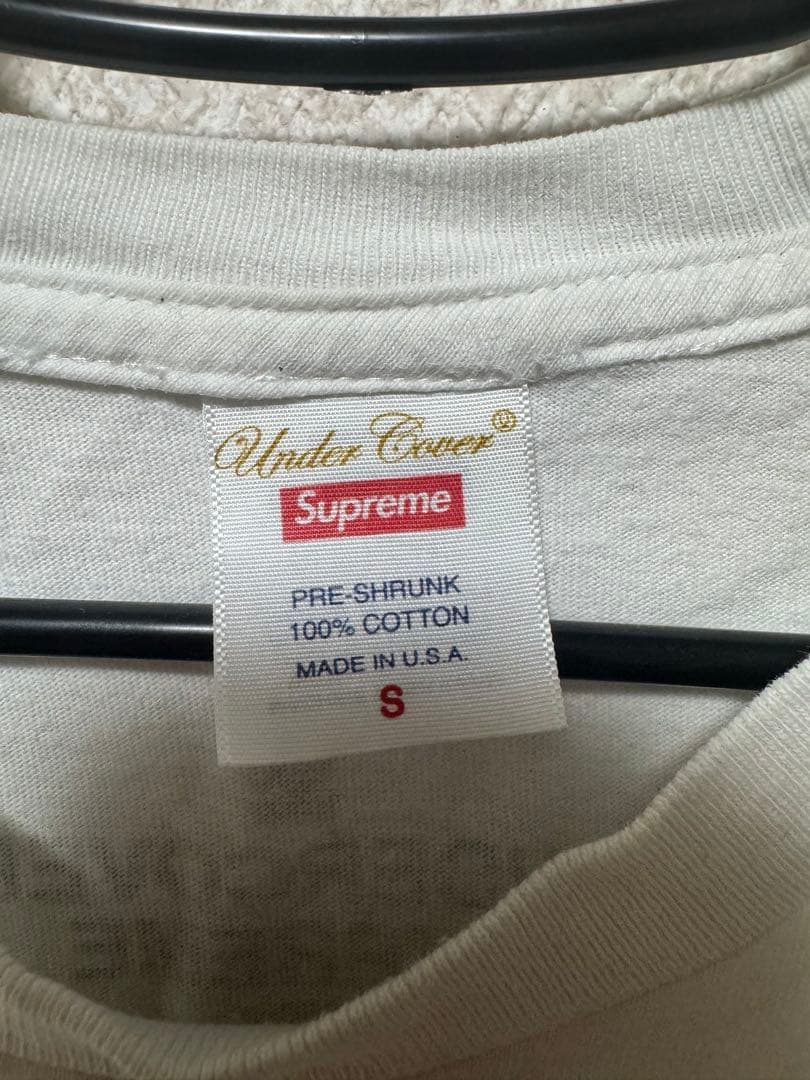 Under Cover®
Supreme
PRE-SHRUNK
100% COTTON
MADE IN U.S.A.
S